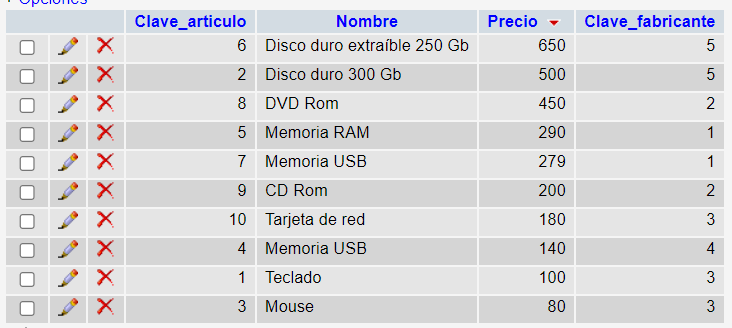 Opciones
Clave_articulo Nombre Precio Clave_fabricante
6 Disco duro extraíble 250 Gb 650 5
2 Disco duro 300 Gb 500 5
8 DVD Rom 450 2
5 Memoria RAM 290 1
7 Memoria USB 279 1
9 CD Rom 200 2
10 Tarjeta de red 180 3
4 Memoria USB 140 4
1 Teclado 100 3
3 Mouse 80 3